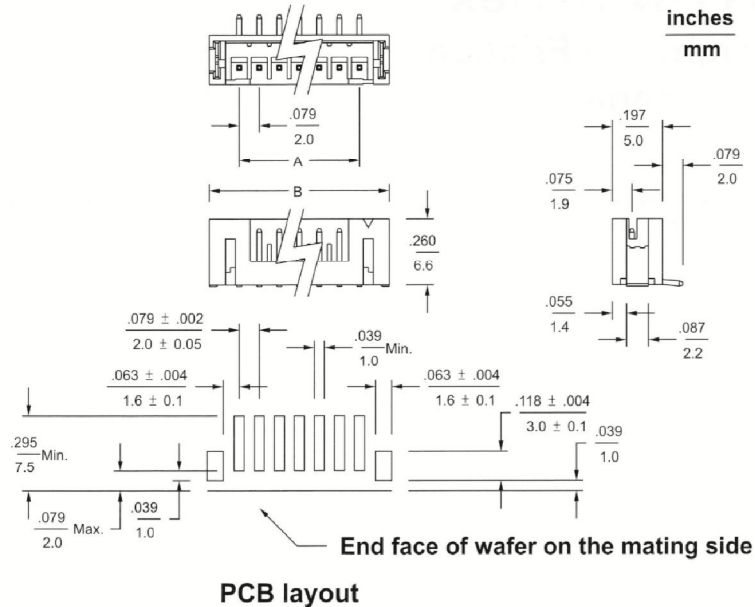 inches
mm
.079
2.0
A
B
.197
5.0
.079
2.0
.075
1.9
.260
6.6
.055
1.4
.087
2.2
.079 ± .002
2.0 ± 0.05
.039
1.0
Min.
.063 ± .004
1.6 ± 0.1
.063 ± .004
1.6 ± 0.1
.118 ± .004
3.0 ± 0.1
.039
1.0
.295
7.5
Min.
.079
2.0
Max.
.039
1.0
End face of wafer on the mating side
PCB layout